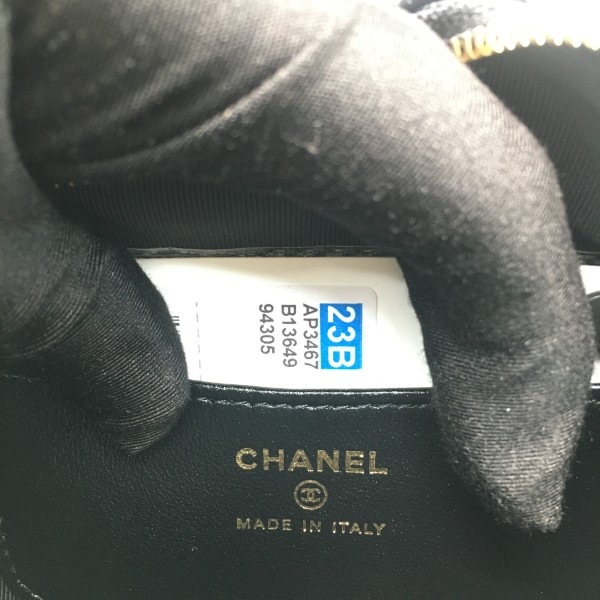 23B
AP3467
B13649
94305
CHANEL
MADE IN ITALY